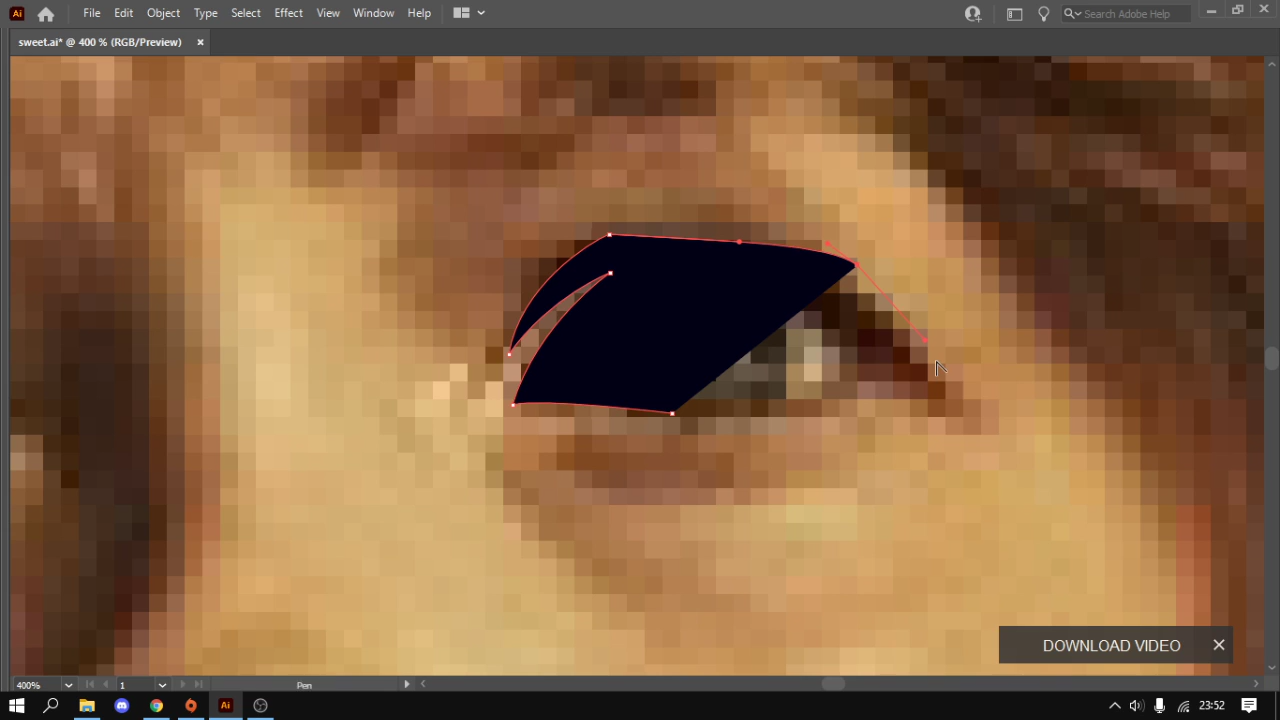 Ai File Edit Object Type Select Effect View Window Help Search Adobe Help
sweet.ai* @ 400 % (RGB/Preview) ×
DOWNLOAD VIDEO ×
400% 1 Pen
Ai 23:52